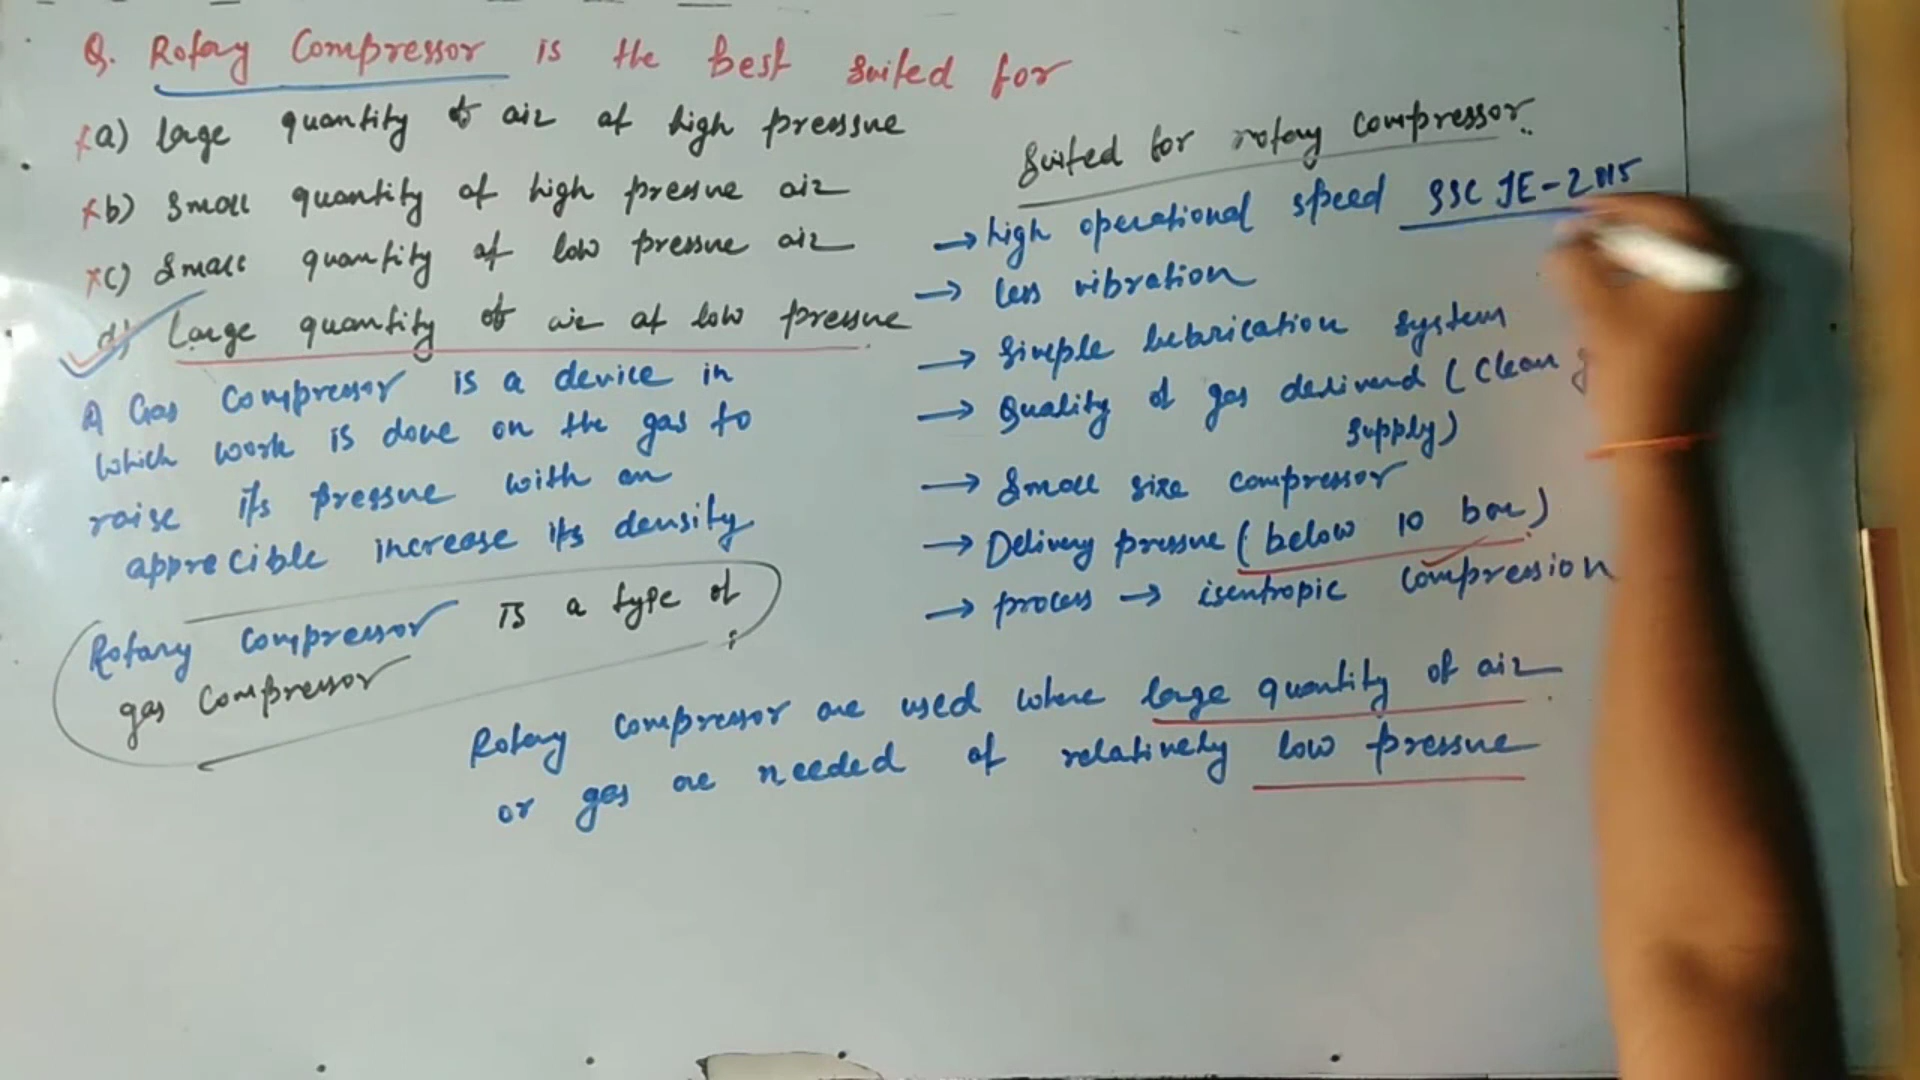 Q. Rotary Compressor is the best suited for
a) large quantity of air at high pressure
b) Small quantity of high pressure air
c) Small quantity of low pressure air
d) Large quantity of air at low pressure
A Gas Compressor is a device in
which work is done on the gas to
raise its pressure with an
apprecible increase its density
Rotary compressor is a type of
gas compressor
Suited for rotary compressor
→ high operational speed SSC JE-2015
→ less vibration
→ Simple lubrication system
→ Quality of gas delivered (clean
supply)
→ Small size compressor
→ Delivery pressure (below 10 bar)
→ process → isentropic compression
Rotary compressor are used where large quantity of air
or gas are needed at relatively low pressure